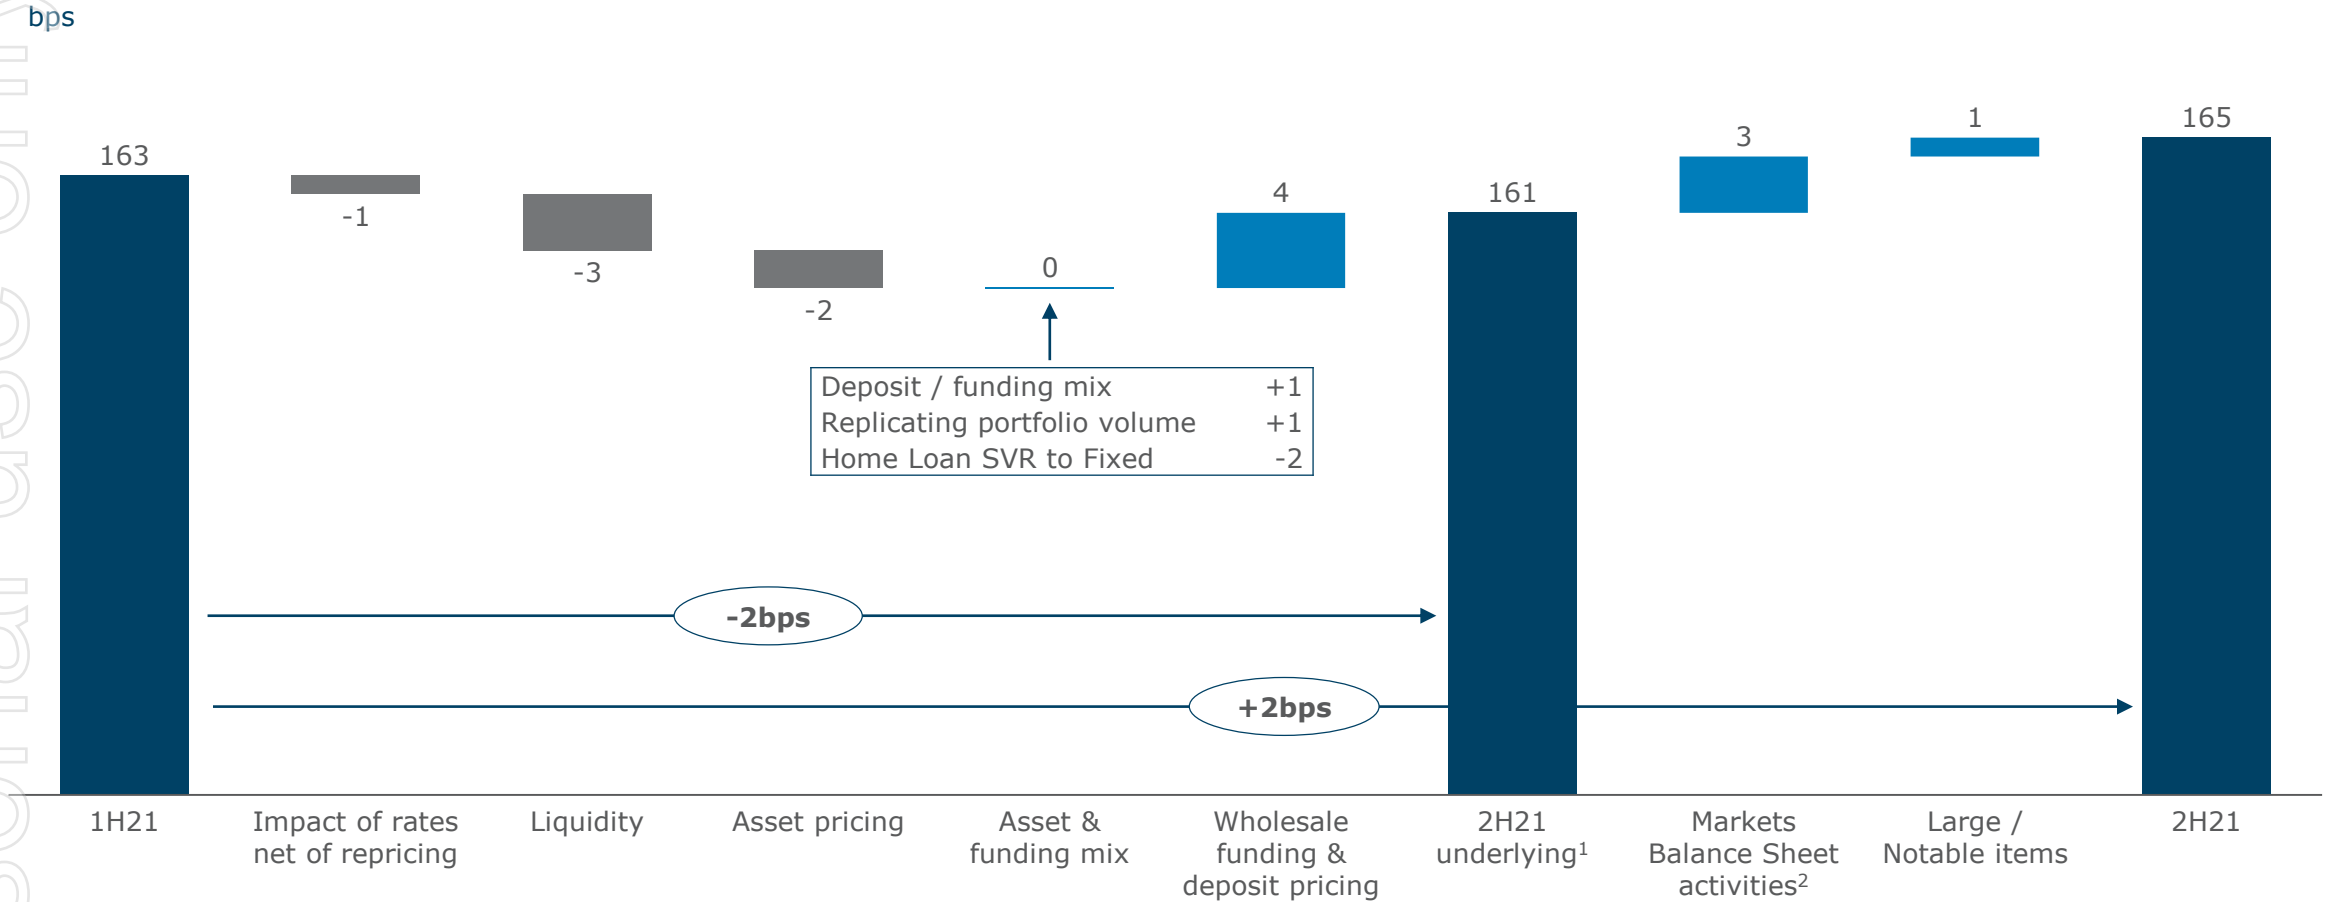 bps
163
-1
-3
-2
0
4
161
3
1
165
Deposit / funding mix +1
Replicating portfolio volume +1
Home Loan SVR to Fixed -2
-2bps
+2bps
1H21
Impact of rates
net of repricing
Liquidity
Asset pricing
Asset &
funding mix
Wholesale
funding &
deposit pricing
2H21
underlying¹
Markets
Balance Sheet
activities²
Large /
Notable items
2H21